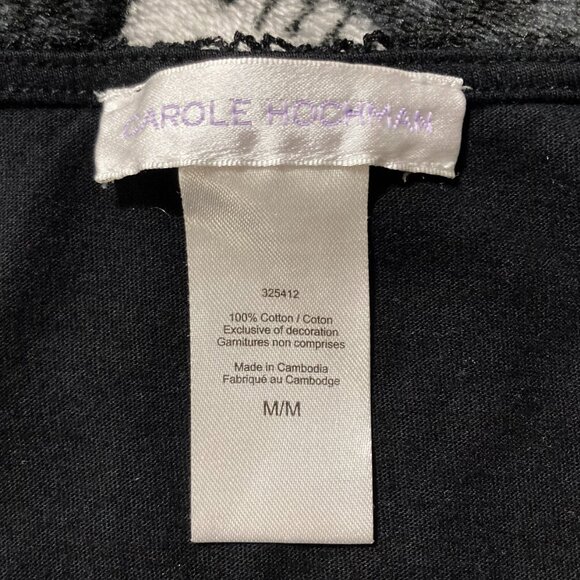 CAROLE HOCHMAN
325412
100% Cotton / Coton
Exclusive of decoration
Garnitures non comprises
Made in Cambodia
Fabriqué au Cambodge
M/M